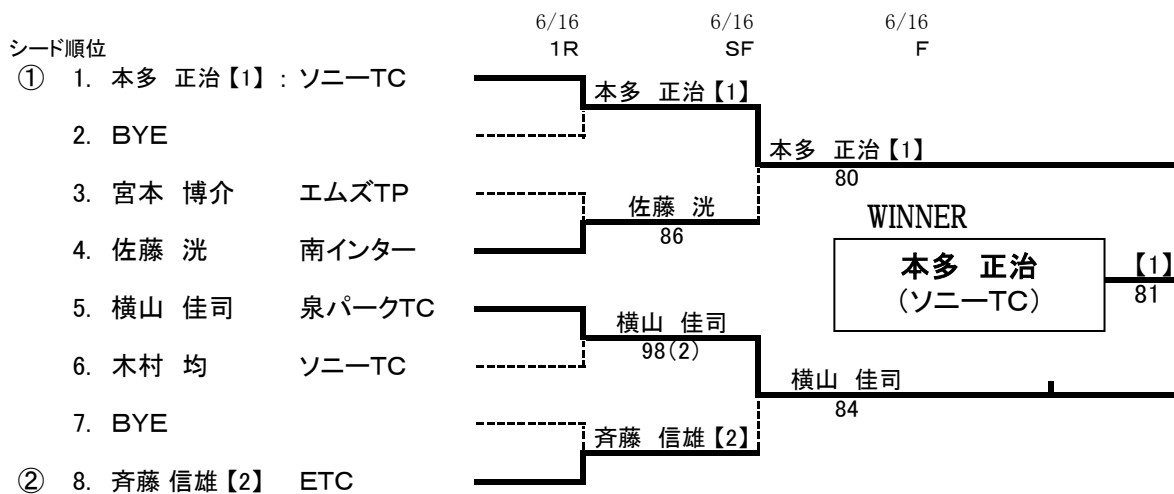 6/16 6/16 6/16
シード順位 1R SF F
① 1. 本多 正治【1】 : ソニーTC
本多 正治【1】
2. BYE
本多 正治【1】
80
3. 宮本 博介 エムズTP
佐藤 洸
86
WINNER
4. 佐藤 洸 南インター
本多 正治 【1】
(ソニーTC) 81
5. 横山 佳司 泉パークTC
横山 佳司
98(2)
6. 木村 均 ソニーTC
横山 佳司
84
7. BYE
斉藤 信雄【2】
② 8. 斉藤 信雄【2】 ETC